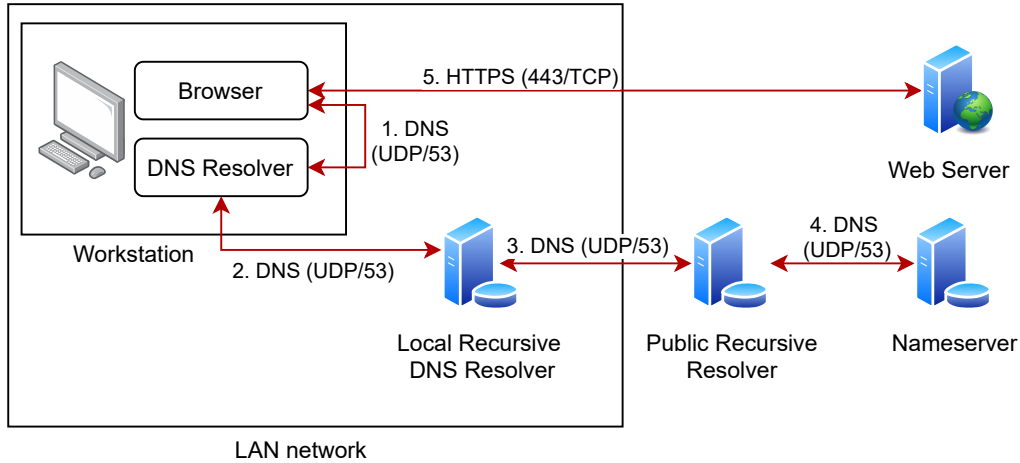 5. HTTPS (443/TCP)
Browser
1. DNS
(UDP/53)
DNS Resolver
Web Server
Workstation
2. DNS (UDP/53)
3. DNS (UDP/53)
4. DNS
(UDP/53)
Local Recursive
DNS Resolver
Public Recursive
Resolver
Nameserver
LAN network